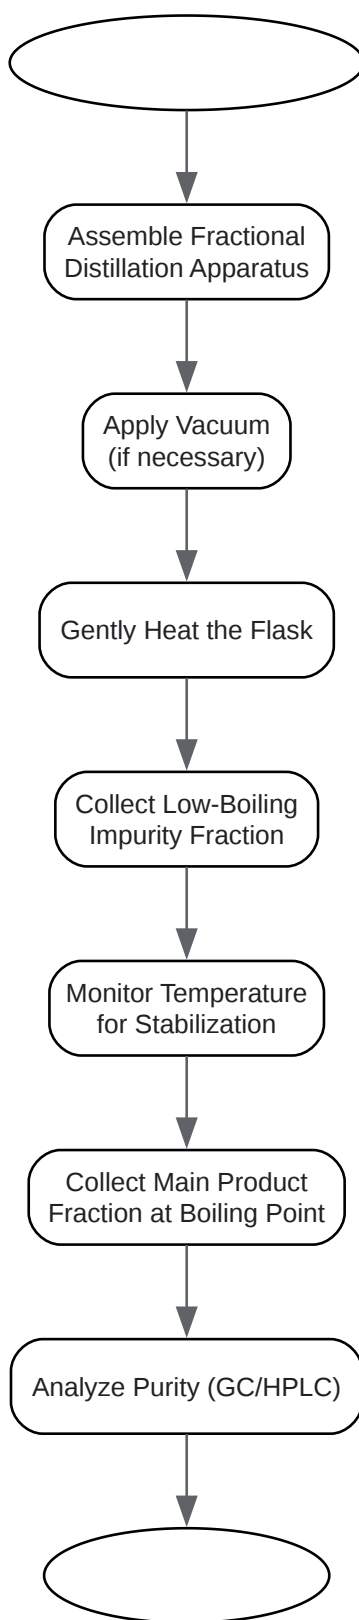 Assemble Fractional
Distillation Apparatus
Apply Vacuum
(if necessary)
Gently Heat the Flask
Collect Low-Boiling
Impurity Fraction
Monitor Temperature
for Stabilization
Collect Main Product
Fraction at Boiling Point
Analyze Purity (GC/HPLC)